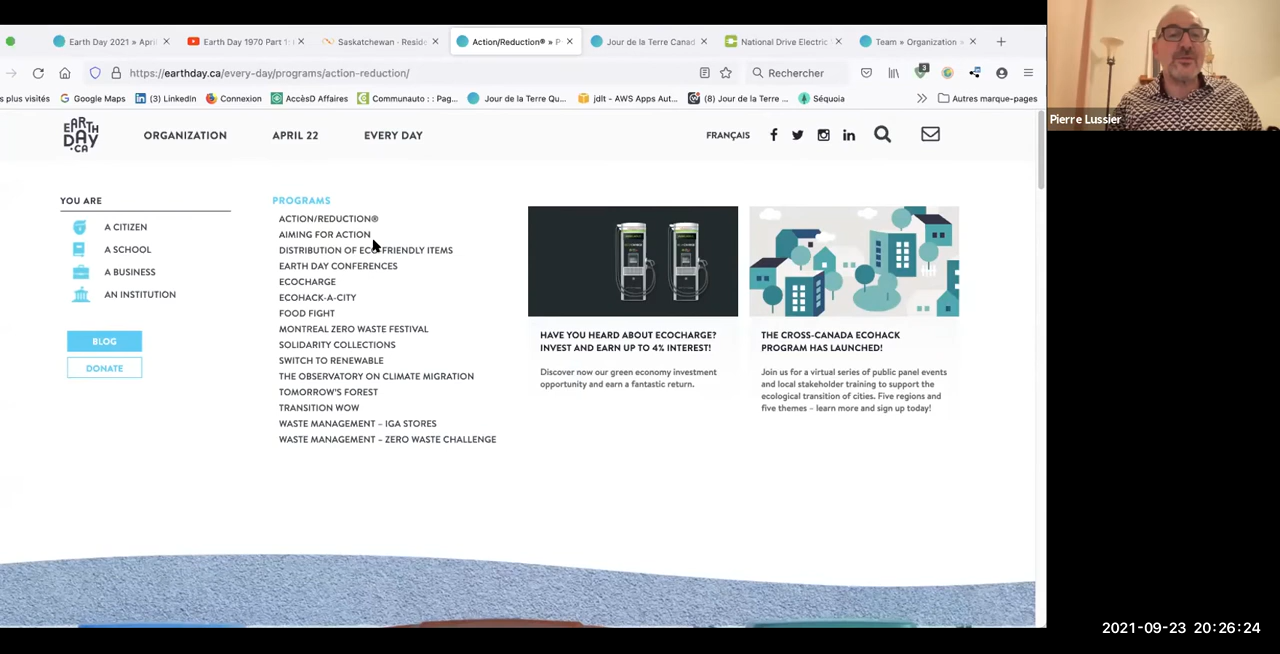 Earth Day 2021 » Apri
Earth Day 1970 Part 1:
Saskatchewan - Reside
Action/Reduction® » P
Jour de la Terre Canad
National Drive Electric
Team » Organization »
https://earthday.ca/every-day/programs/action-reduction/
Rechercher
3
s plus visités
Google Maps
(3) LinkedIn
Connexion
AccèsD Affaires
Communauto : : Pag...
Jour de la Terre Qu...
jdlt - AWS Apps Aut...
(8) Jour de la Terre ...
Séquoia
Autres marque-pages
EARTH
DAY
.CA
ORGANIZATION
APRIL 22
EVERY DAY
FRANÇAIS
YOU ARE
A CITIZEN
A SCHOOL
A BUSINESS
AN INSTITUTION
BLOG
DONATE
PROGRAMS
ACTION/REDUCTION®
AIMING FOR ACTION
DISTRIBUTION OF ECO-FRIENDLY ITEMS
EARTH DAY CONFERENCES
ECOCHARGE
ECOHACK-A-CITY
FOOD FIGHT
MONTREAL ZERO WASTE FESTIVAL
SOLIDARITY COLLECTIONS
SWITCH TO RENEWABLE
THE OBSERVATORY ON CLIMATE MIGRATION
TOMORROW'S FOREST
TRANSITION WOW
WASTE MANAGEMENT – IGA STORES
WASTE MANAGEMENT – ZERO WASTE CHALLENGE
HAVE YOU HEARD ABOUT ECOCHARGE?
INVEST AND EARN UP TO 4% INTEREST!
Discover now our green economy investment
opportunity and earn a fantastic return.
THE CROSS-CANADA ECOHACK
PROGRAM HAS LAUNCHED!
Join us for a virtual series of public panel events
and local stakeholder training to support the
ecological transition of cities. Five regions and
five themes – learn more and sign up today!
Pierre Lussier
2021-09-23 20:26:24